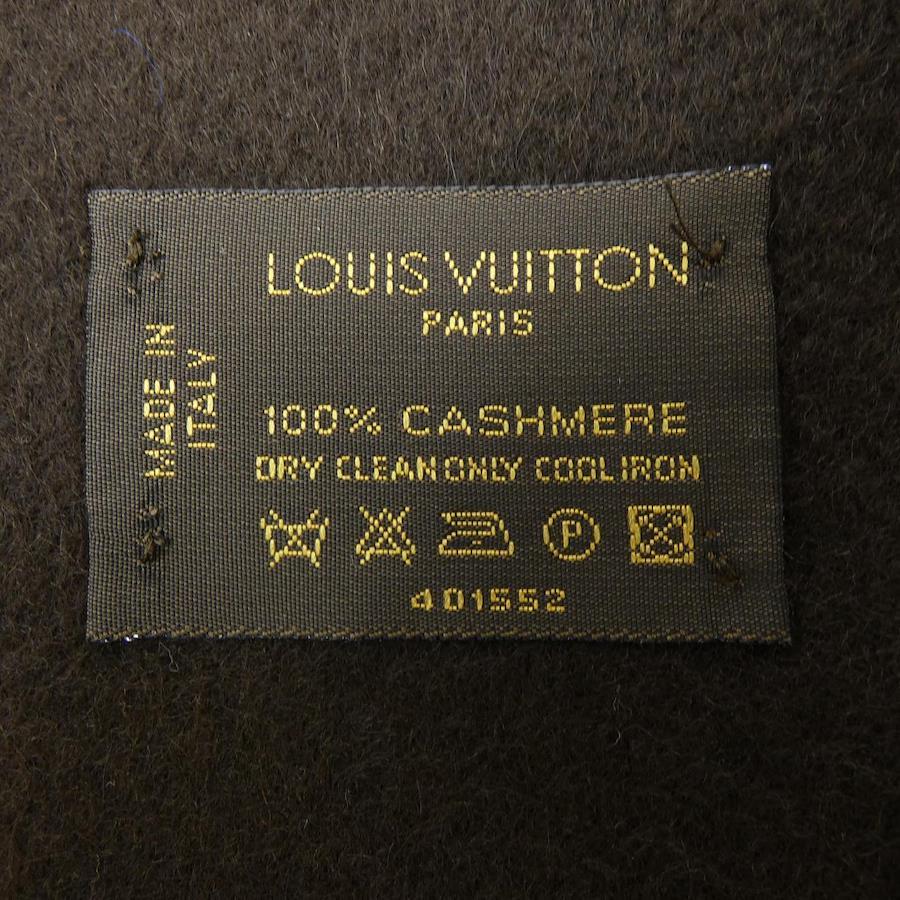 LOUIS VUITTON
PARIS
MADE IN
ITALY
100% CASHMERE
DRY CLEAN ONLY COOL IRON
P
401552